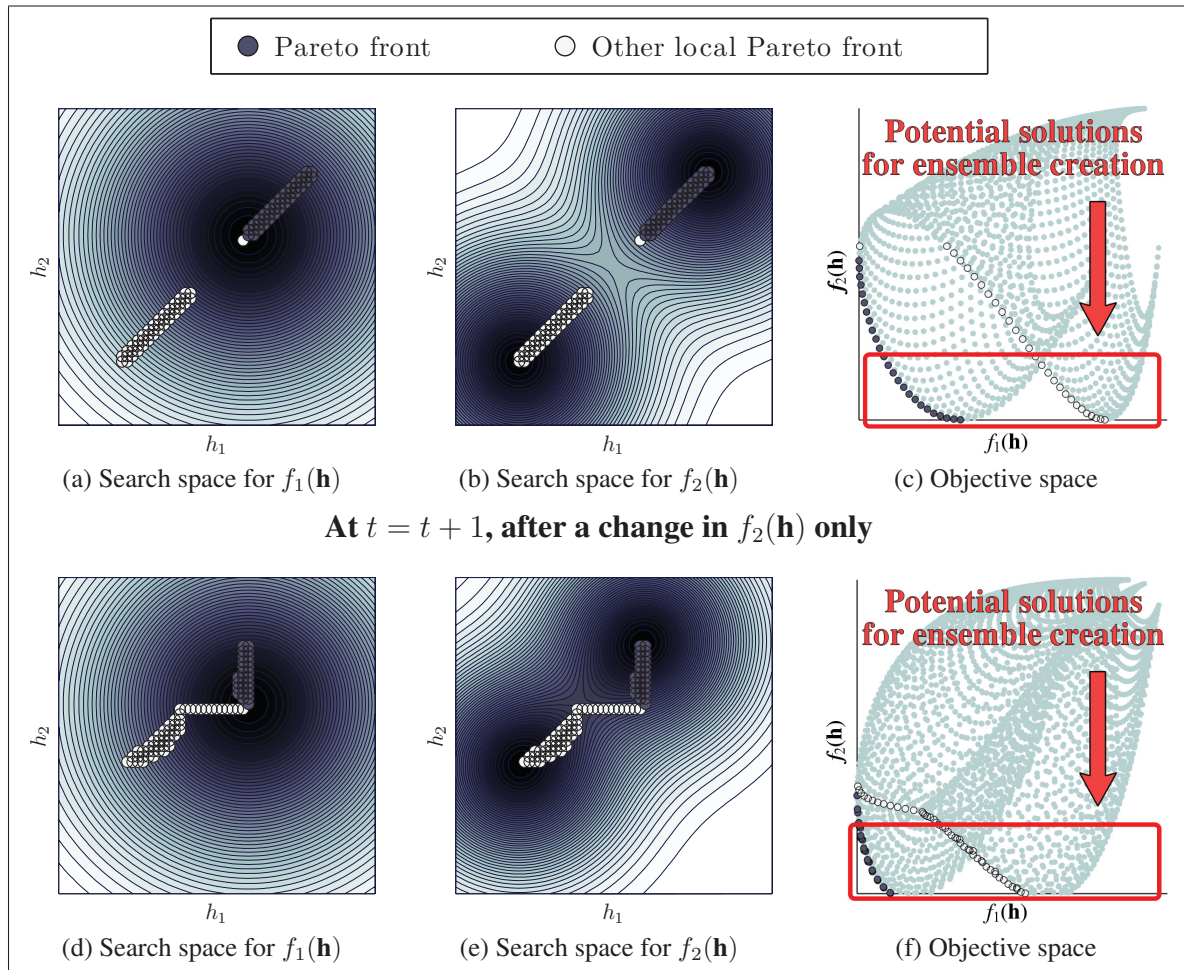 Pareto front
Other local Pareto front
h₂
h₁
(a) Search space for f₁(h)
h₂
h₁
(b) Search space for f₂(h)
Potential solutions
for ensemble creation
f₂(h)
f₁(h)
(c) Objective space
At t = t + 1, after a change in f₂(h) only
h₂
h₁
(d) Search space for f₁(h)
h₂
h₁
(e) Search space for f₂(h)
Potential solutions
for ensemble creation
f₂(h)
f₁(h)
(f) Objective space